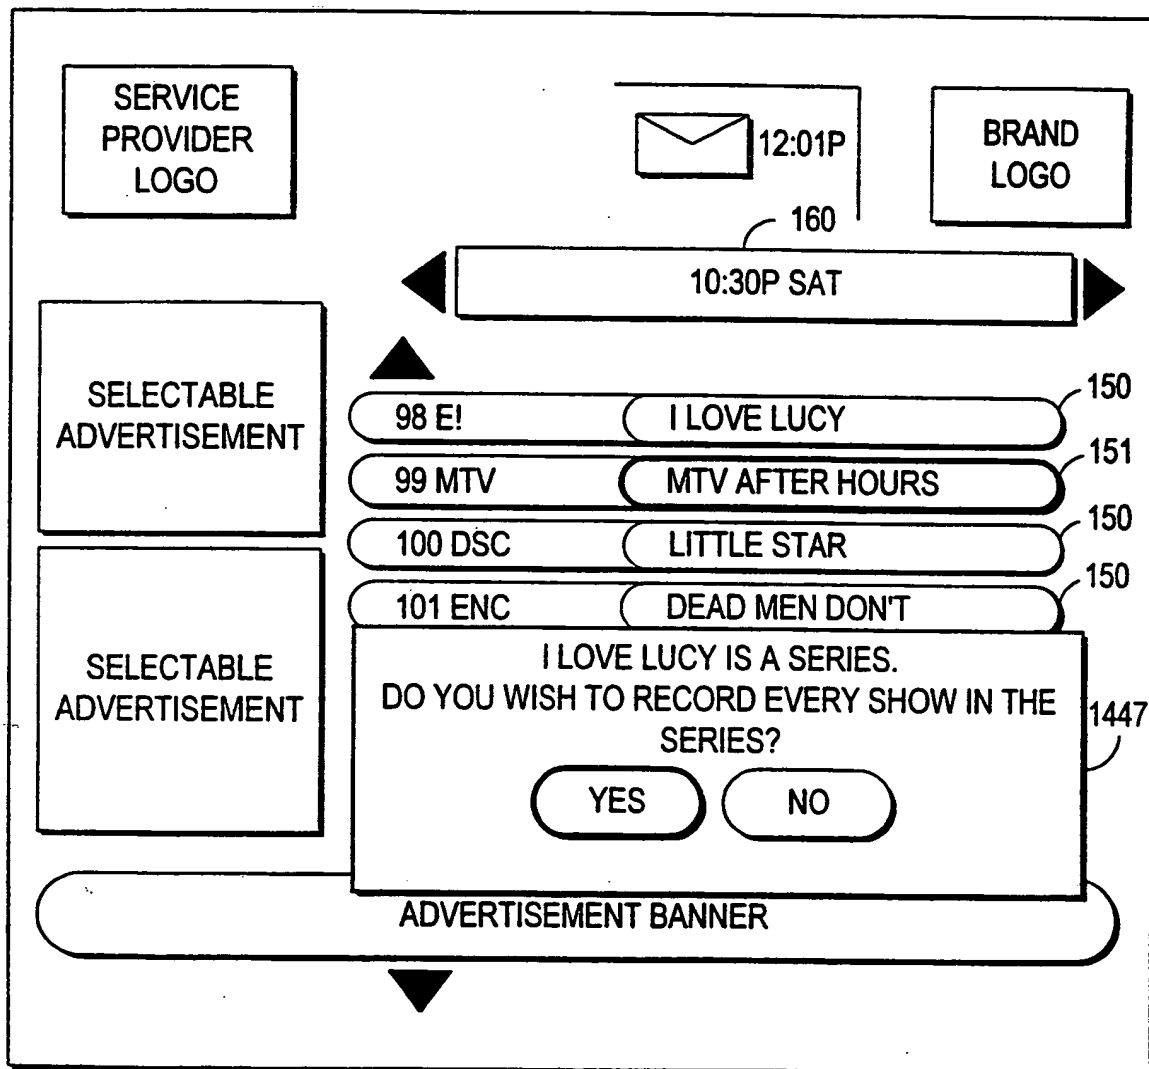 SERVICE
PROVIDER
LOGO
12:01P
BRAND
LOGO
160
10:30P SAT
SELECTABLE
ADVERTISEMENT
98 E! I LOVE LUCY 150
99 MTV MTV AFTER HOURS 151
100 DSC LITTLE STAR 150
101 ENC DEAD MEN DON'T 150
SELECTABLE
ADVERTISEMENT
I LOVE LUCY IS A SERIES.
DO YOU WISH TO RECORD EVERY SHOW IN THE
SERIES?
1447
YES NO
ADVERTISEMENT BANNER